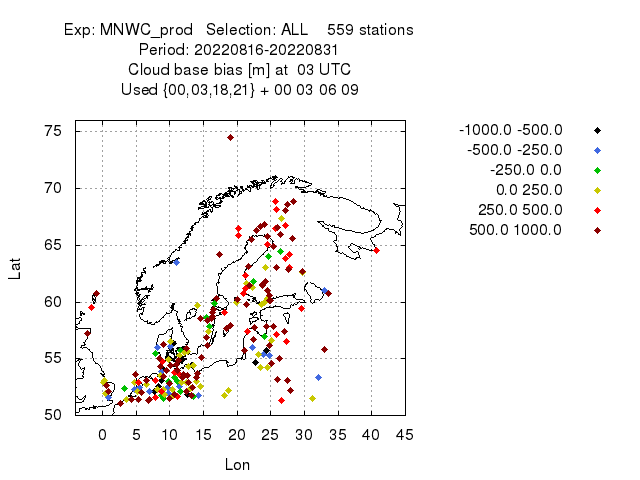 Exp: MNWC_prod Selection: ALL 559 stations
Period: 20220816-20220831
Cloud base bias [m] at 03 UTC
Used {00,03,18,21} + 00 03 06 09
-1000.0 -500.0
-500.0 -250.0
-250.0 0.0
0.0 250.0
250.0 500.0
500.0 1000.0
75
70
65
60
55
50
Lat
0 5 10 15 20 25 30 35 40 45
Lon